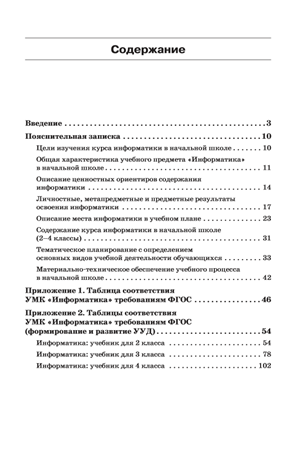 Содержание
Введение . . . . . . . . . . . . . . . . . . . . . . . . . . . . . . 3
Пояснительная записка . . . . . . . . . . . . . . . . . . . . . 10
Цели изучения курса информатики в начальной школе . . . 10
Общая характеристика учебного предмета «Информатика»
в начальной школе . . . . . . . . . . . . . . . . . . . . . . . 11
Описание ценностных ориентиров содержания
информатики . . . . . . . . . . . . . . . . . . . . . . . . . . 14
Личностные, метапредметные и предметные результаты
освоения информатики . . . . . . . . . . . . . . . . . . . . . 17
Описание места информатики в учебном плане . . . . . . . 23
Содержание курса информатики в начальной школе
(2–4 классы) . . . . . . . . . . . . . . . . . . . . . . . . . . 31
Тематическое планирование с определением
основных видов учебной деятельности обучающихся . . . . 33
Материально-техническое обеспечение учебного процесса
в начальной школе . . . . . . . . . . . . . . . . . . . . . . . 42
Приложение 1. Таблица соответствия
УМК «Информатика» требованиям ФГОС . . . . . . . . . . 46
Приложение 2. Таблицы соответствия
УМК «Информатика» требованиям ФГОС
(формирование и развитие УУД) . . . . . . . . . . . . . . . 54
Информатика: учебник для 2 класса . . . . . . . . . . . . . 54
Информатика: учебник для 3 класса . . . . . . . . . . . . . 78
Информатика: учебник для 4 класса . . . . . . . . . . . . . 102